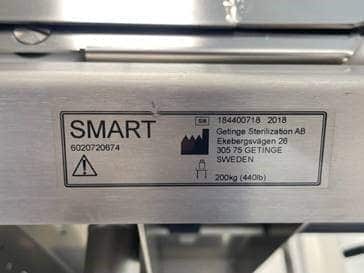 SMART
6020720674
SN 184400718 2018
Getinge Sterilization AB
Ekebergsvägen 26
305 75 GETINGE
SWEDEN
200kg (440lb)